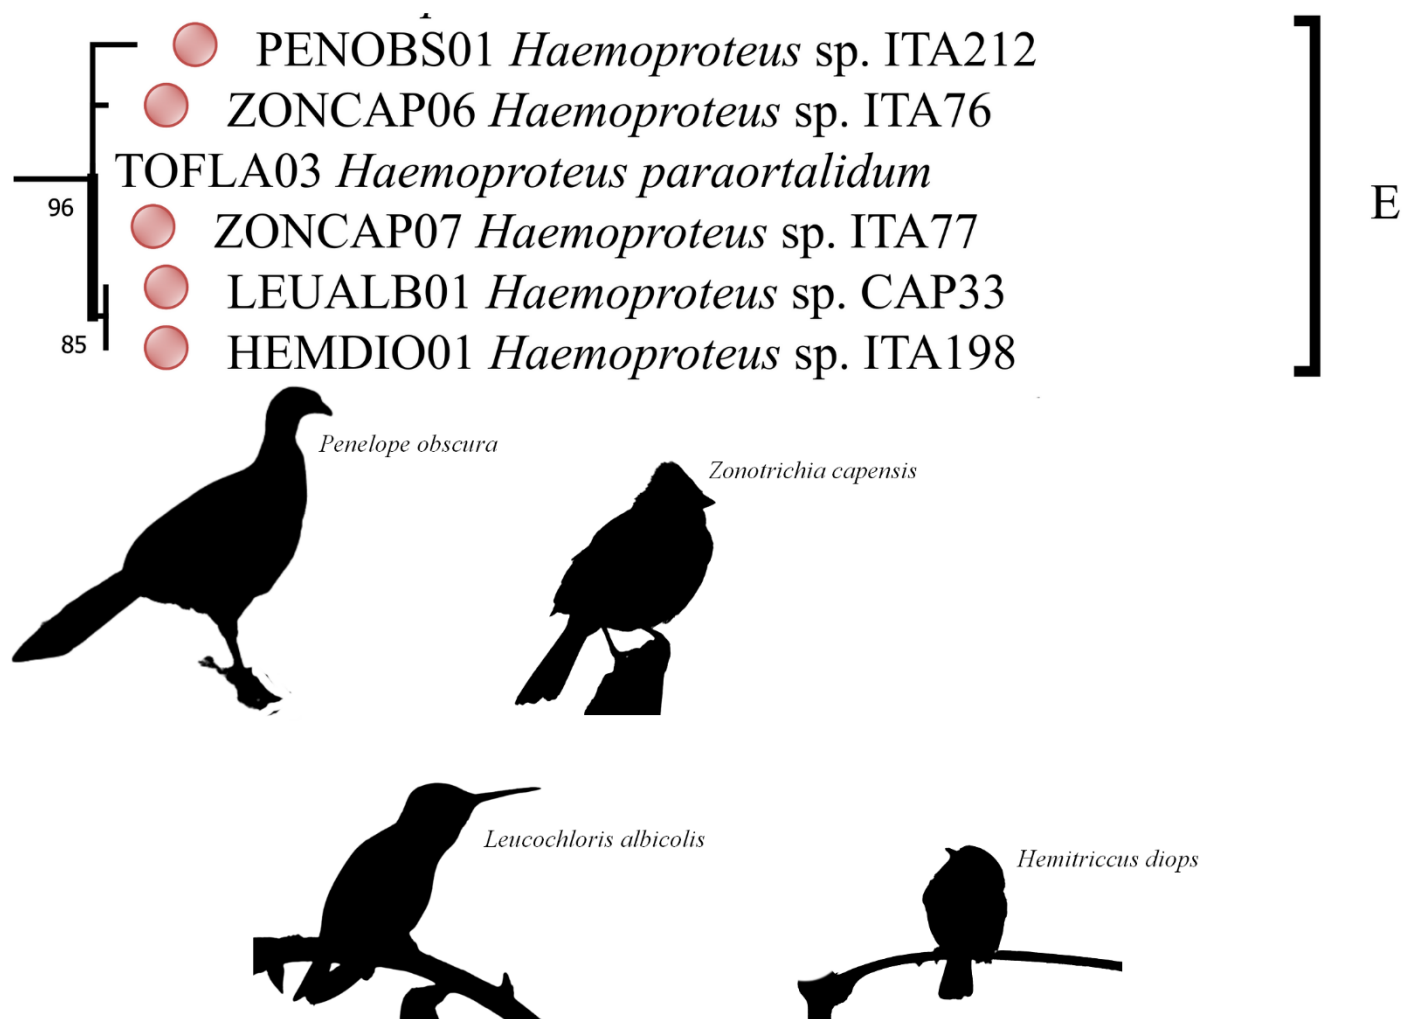 PENOBS01 Haemoproteus sp. ITA212
ZONCAP06 Haemoproteus sp. ITA76
TOFLA03 Haemoproteus paraortalidum
96
E
ZONCAP07 Haemoproteus sp. ITA77
LEUALB01 Haemoproteus sp. CAP33
85
HEMDIO01 Haemoproteus sp. ITA198
Penelope obscura
Zonotrichia capensis
Leucochloris albicolis
Hemitriccus diops